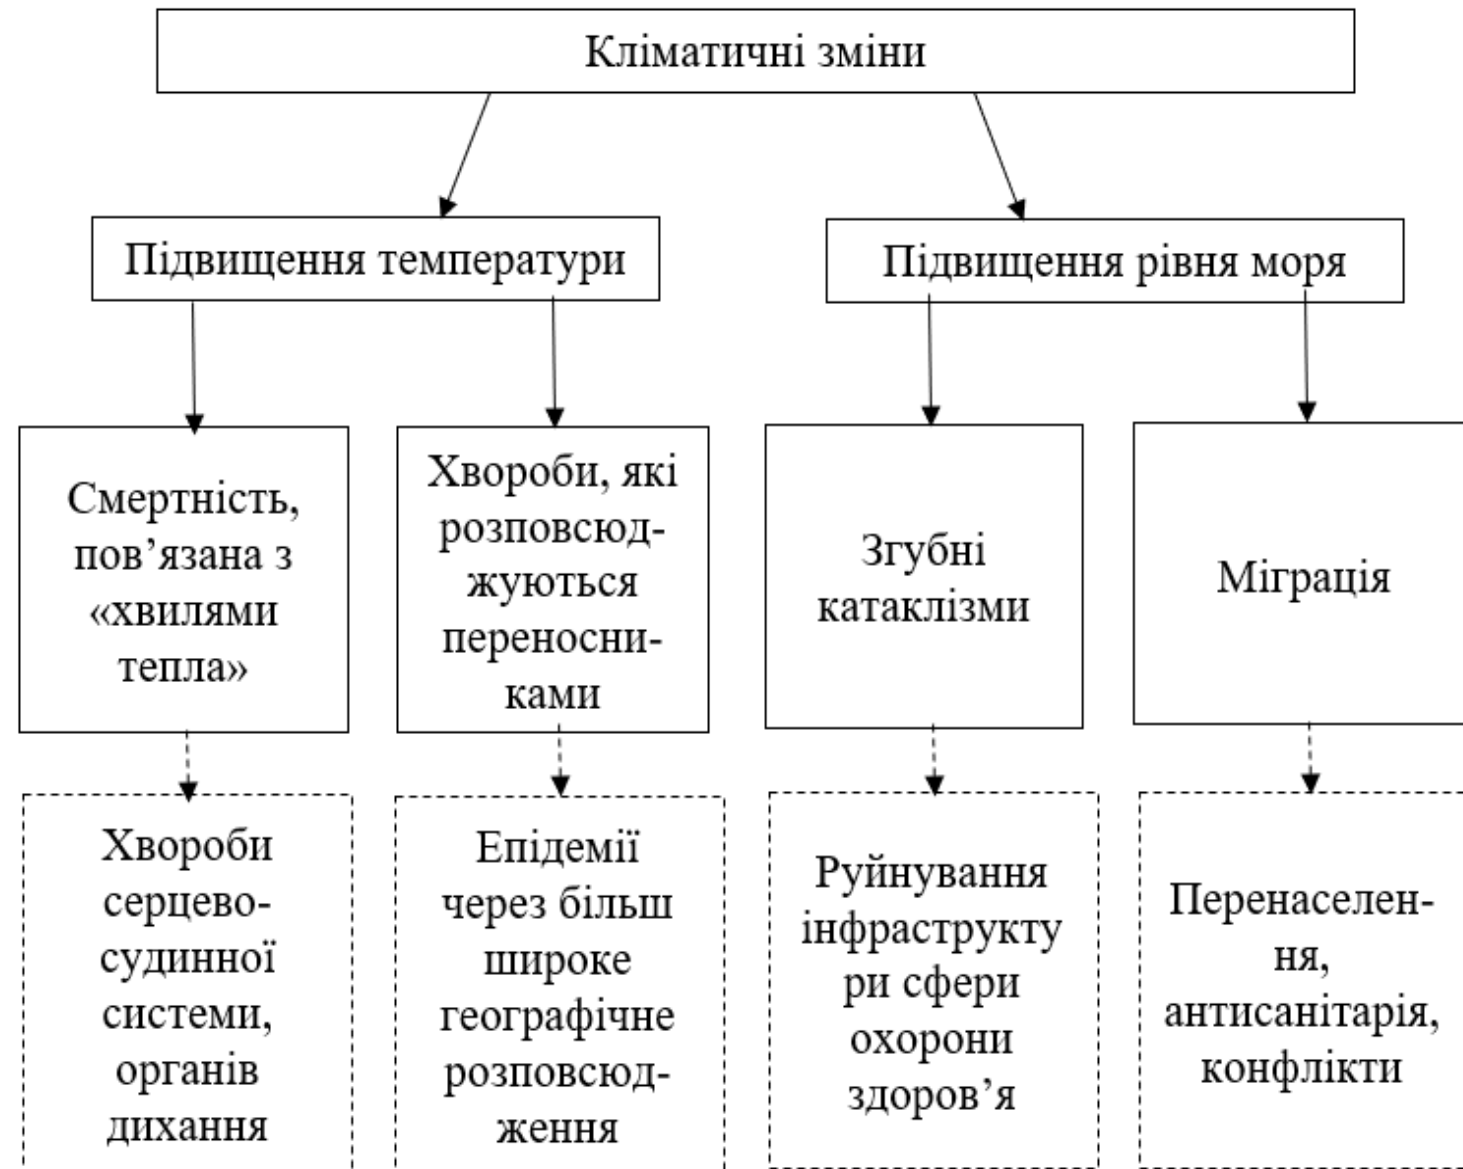 Кліматичні зміни
Підвищення температури
Підвищення рівня моря
Смертність,
пов’язана з
«хвилями
тепла»
Хвороби, які
розповсюд-
жуються
переносни-
ками
Згубні
катаклізми
Міграція
Хвороби
серцево-
судинної
системи,
органів
дихання
Епідемії
через більш
широке
географічне
розповсюд-
ження
Руйнування
інфраструкту
ри сфери
охорони
здоров’я
Перенаселен-
ня,
антисанітарія,
конфлікти